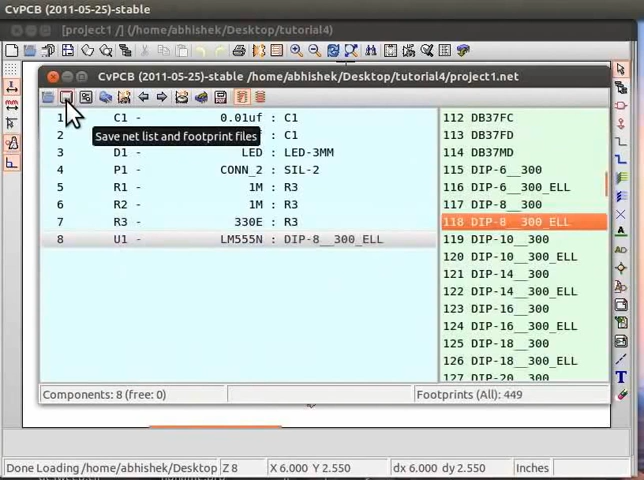 CvPCB (2011-05-25)-stable
[project1 /] (/home/abhishek/Desktop/tutorial4)
CvPCB (2011-05-25)-stable /home/abhishek/Desktop/tutorial4/project1.net
1 C1 - 0.01uf : C1
2 : C1
3 D1 - LED : LED-3MM
4 P1 - CONN_2 : SIL-2
5 R1 - 1M : R3
6 R2 - 1M : R3
7 R3 - 330E : R3
8 U1 - LM555N : DIP-8__300_ELL
Save net list and footprint files
112 DB37FC
113 DB37FD
114 DB37MD
115 DIP-6__300
116 DIP-6__300_ELL
117 DIP-8__300
118 DIP-8__300_ELL
119 DIP-10__300
120 DIP-10__300_ELL
121 DIP-14__300
122 DIP-14__300_ELL
123 DIP-16__300
124 DIP-16__300_ELL
125 DIP-18__300
126 DIP-18__300_ELL
127 DIP-20__300
Components: 8 (free: 0)
Footprints (All): 449
Done Loading /home/abhishek/Desktop
Z 8
X 6.000 Y 2.550
dx 6.000 dy 2.550
Inches